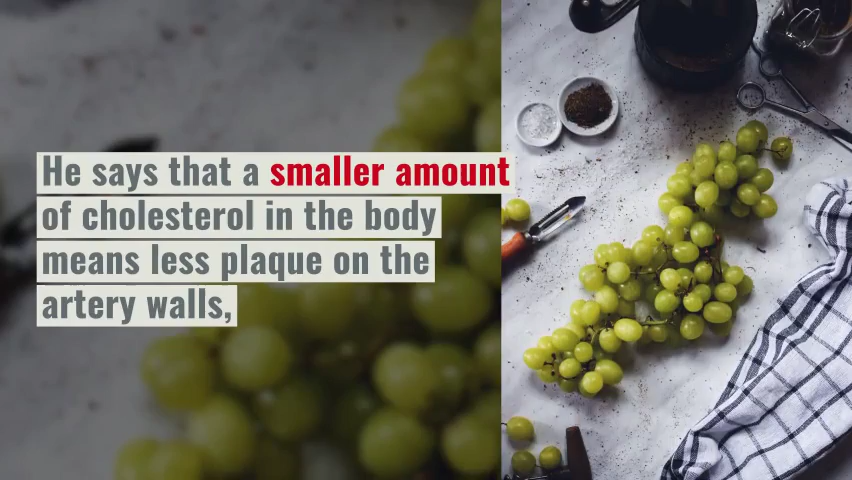 He says that a smaller amount
of cholesterol in the body
means less plaque on the
artery walls,